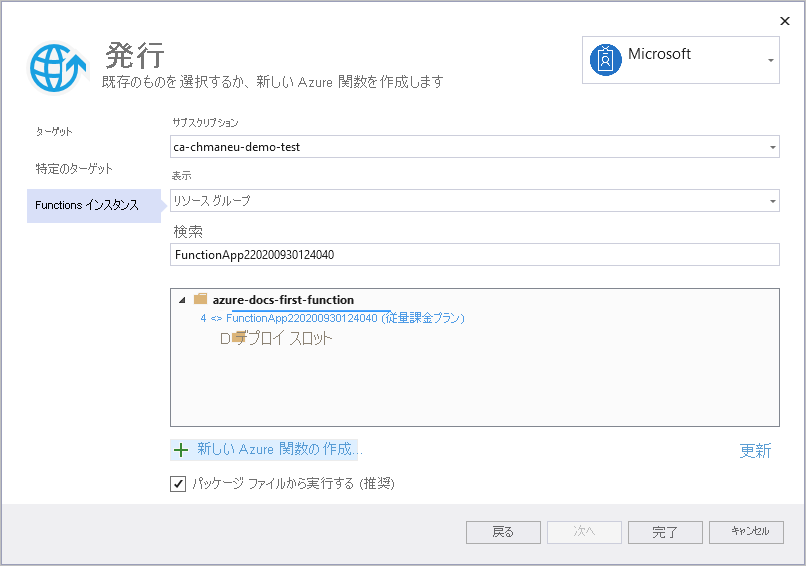 発行
既存のものを選択するか、新しい Azure 関数を作成します
Microsoft
ターゲット
特定のターゲット
Functions インスタンス
サブスクリプション
ca-chmaneu-demo-test
表示
リソース グループ
検索
FunctionApp220200930124040
azure-docs-first-function
4 <> FunctionApp220200930124040 (従量課金プラン)
D デプロイ スロット
新しい Azure 関数の作成...
更新
パッケージ ファイルから実行する (推奨)
戻る
次へ
完了
キャンセル